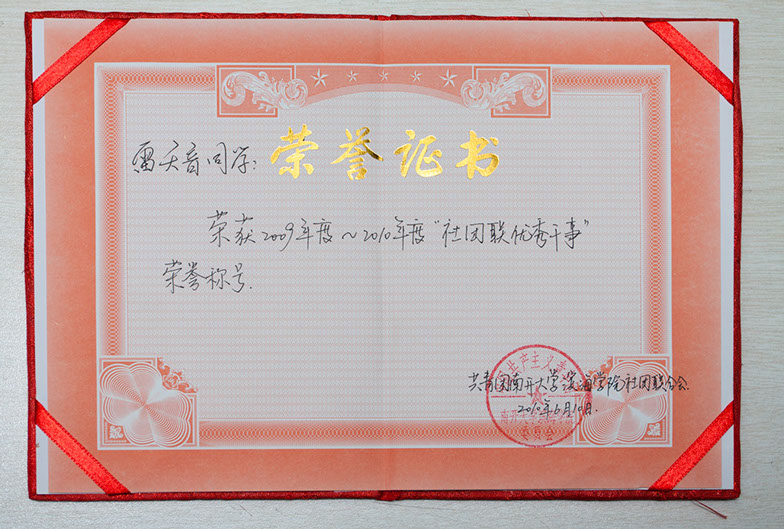 荣誉证书
雷天音同学:
荣获2009年度~2010年度"社团联优秀干事"
荣誉称号.
共青团南开大学滨海学院社团联合会
2010年6月10日.